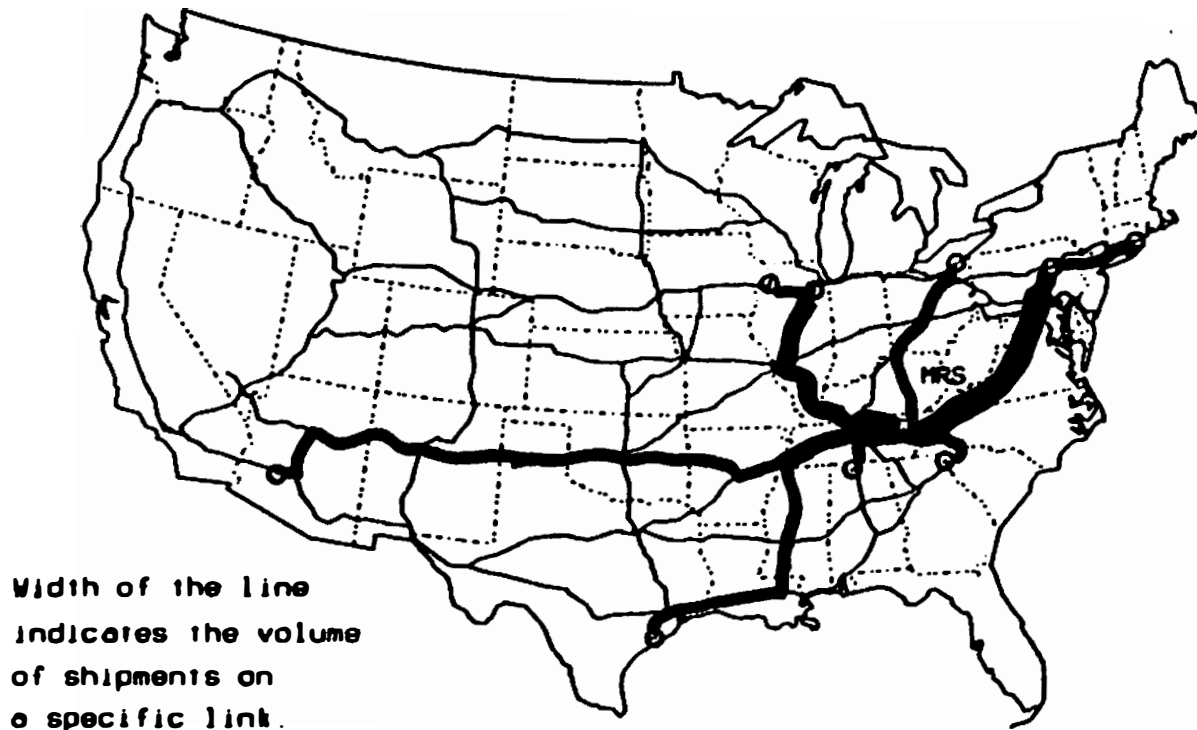 MRS
Width of the line
indicates the volume
of shipments on
a specific link.